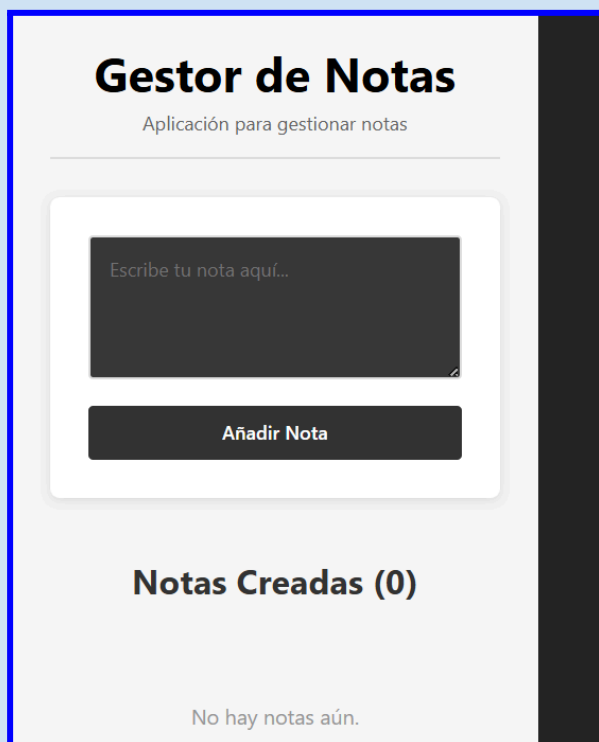 Gestor de Notas
Aplicación para gestionar notas
Escribe tu nota aquí...
Añadir Nota
Notas Creadas (0)
No hay notas aún.